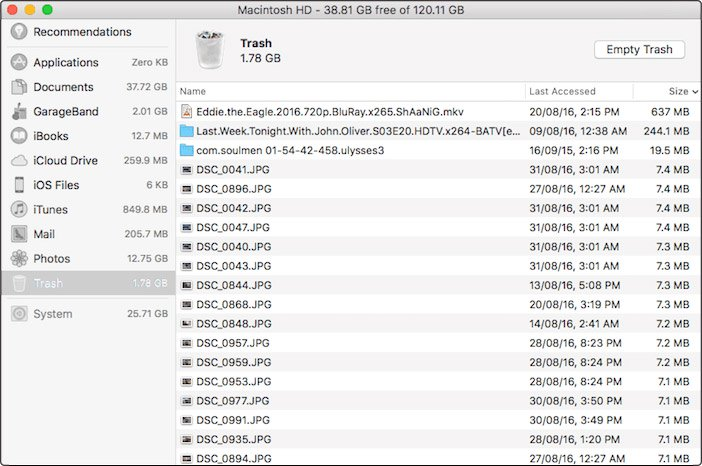 Macintosh HD - 38.81 GB free of 120.11 GB
Recommendations
Applications Zero KB
Documents 37.72 GB
GarageBand 2.01 GB
iBooks 12.7 MB
iCloud Drive 259.9 MB
iOS Files 6 KB
iTunes 849.8 MB
Mail 205.7 MB
Photos 12.75 GB
Trash 1.78 GB
System 25.71 GB
Trash
1.78 GB
Empty Trash
Name Last Accessed Size
Eddie.the.Eagle.2016.720p.BluRay.x265.ShAaNiG.mkv 20/08/16, 2:15 PM 637 MB
Last.Week.Tonight.With.John.Oliver.S03E20.HDTV.x264-BATV[e... 09/08/16, 12:38 AM 244.1 MB
com.soulmen 01-54-42-458.ulysses3 16/09/15, 2:16 PM 19.5 MB
DSC_0041.JPG 31/08/16, 3:01 AM 7.4 MB
DSC_0896.JPG 27/08/16, 12:27 AM 7.4 MB
DSC_0042.JPG 31/08/16, 3:01 AM 7.4 MB
DSC_0047.JPG 31/08/16, 3:01 AM 7.4 MB
DSC_0040.JPG 31/08/16, 3:01 AM 7.3 MB
DSC_0043.JPG 31/08/16, 3:01 AM 7.3 MB
DSC_0844.JPG 13/08/16, 5:08 PM 7.3 MB
DSC_0868.JPG 20/08/16, 3:19 PM 7.3 MB
DSC_0848.JPG 14/08/16, 2:41 AM 7.2 MB
DSC_0957.JPG 28/08/16, 8:23 PM 7.2 MB
DSC_0959.JPG 28/08/16, 8:24 PM 7.2 MB
DSC_0953.JPG 28/08/16, 8:24 PM 7.1 MB
DSC_0977.JPG 30/08/16, 3:50 PM 7.1 MB
DSC_0991.JPG 30/08/16, 3:49 PM 7.1 MB
DSC_0935.JPG 28/08/16, 1:20 PM 7.1 MB
DSC_0894.JPG 27/08/16, 12:27 AM 7.1 MB